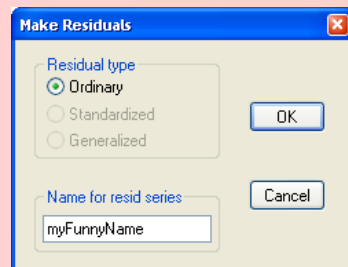 Make Residuals
Residual type
Ordinary
Standardized
Generalized
OK
Name for resid series
myFunnyName
Cancel